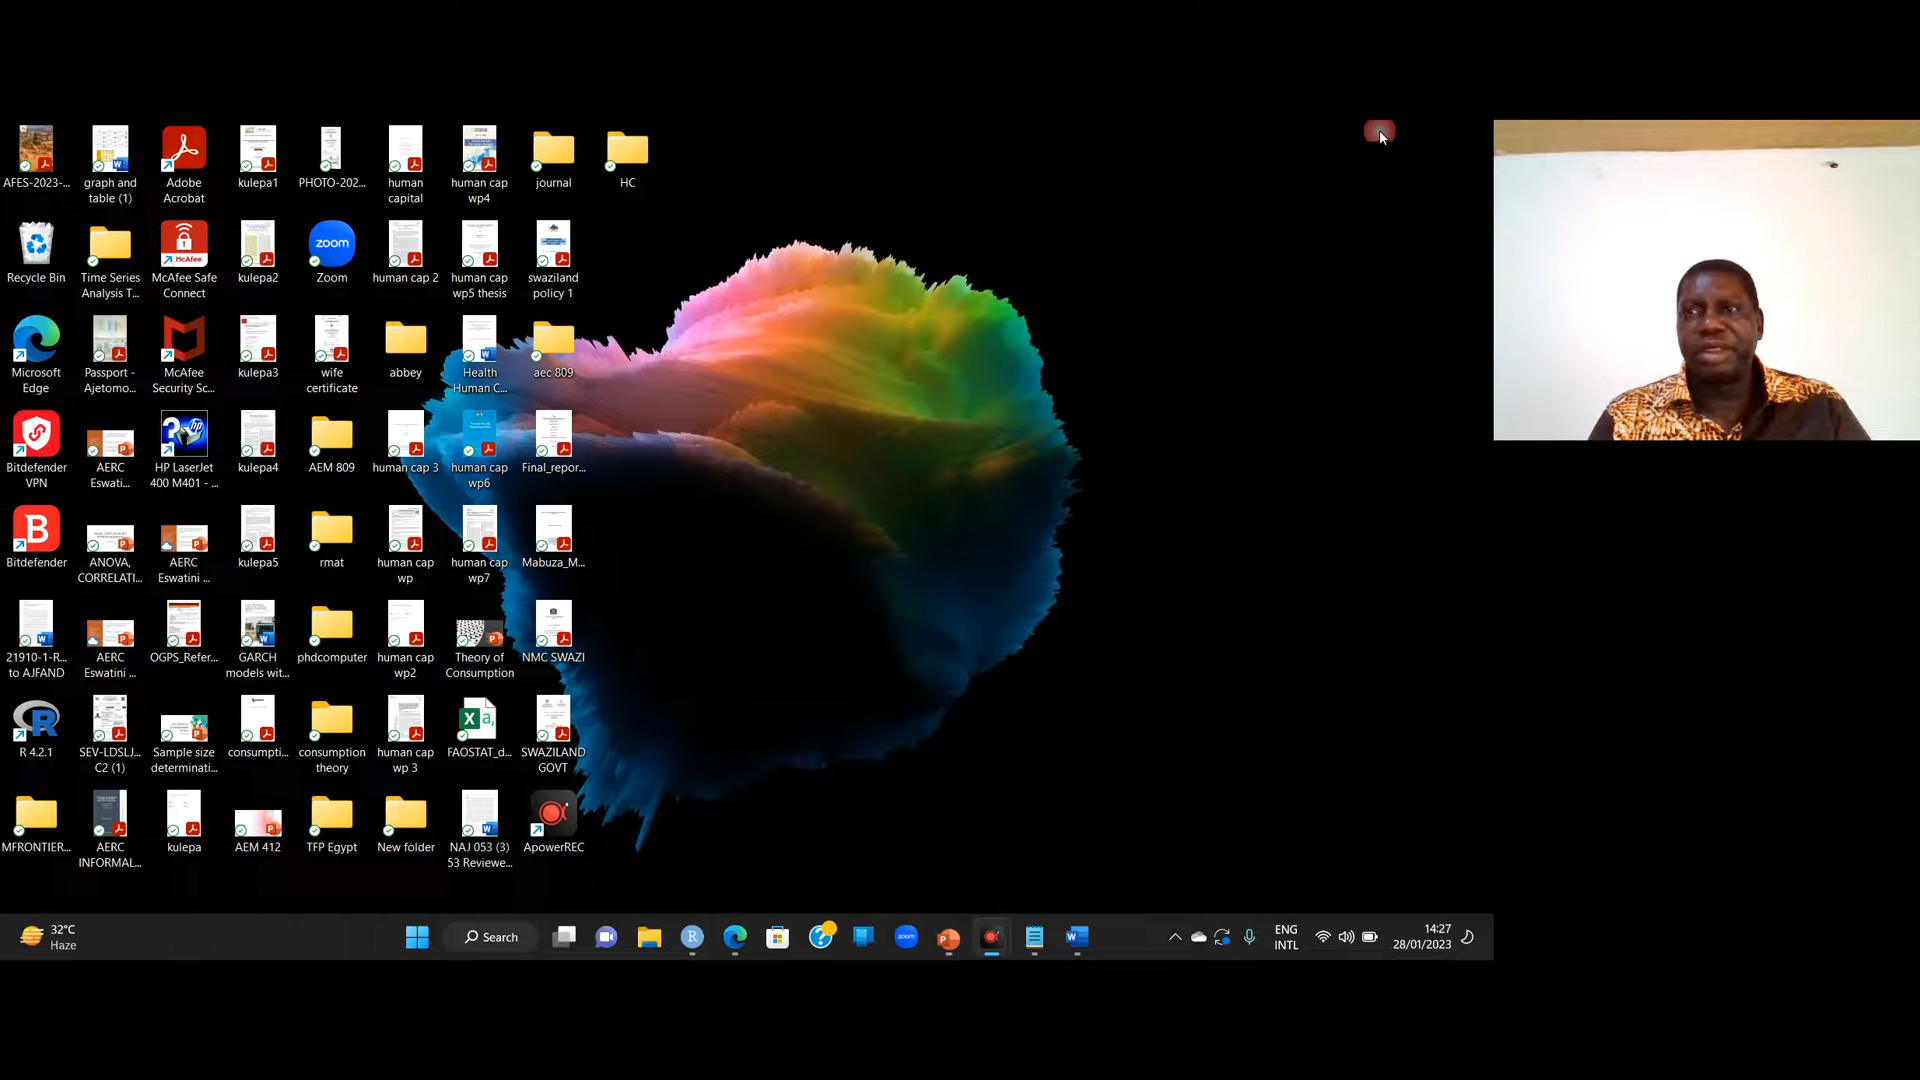 AFES-2023-...
graph and
table (1)
Adobe
Acrobat
kulepa1
PHOTO-202...
human
capital
human cap
wp4
journal
HC
Recycle Bin
Time Series
Analysis T...
McAfee
McAfee Safe
Connect
kulepa2
zoom
Zoom
human cap 2
human cap
wp5 thesis
swaziland
policy 1
Microsoft
Edge
Passport -
Ajetomo...
McAfee
Security Sc...
kulepa3
wife
certificate
abbey
Health
Human C...
aec 809
Bitdefender
VPN
AERC
Eswati...
HP LaserJet
400 M401 - ...
kulepa4
AEM 809
human cap 3
human cap
wp6
Final_repor...
Bitdefender
ANOVA,
CORRELATI...
AERC
Eswatini ...
kulepa5
rmat
human cap
wp
human cap
wp7
Mabuza_M...
21910-1-R...
to AJFAND
AERC
Eswatini ...
OGPS_Refer...
GARCH
models wit...
phdcomputer
human cap
wp2
Theory of
Consumption
NMC SWAZI
R 4.2.1
SEV-LDSLJ...
C2 (1)
Sample size
determinati...
consumpti...
consumption
theory
human cap
wp 3
FAOSTAT_d...
SWAZILAND
GOVT
MFRONTIER...
AERC
INFORMAL...
kulepa
AEM 412
TFP Egypt
New folder
NAJ 053 (3)
53 Reviewe...
ApowerREC
32°C
Haze
Search
zoom
ENG
INTL
14:27
28/01/2023